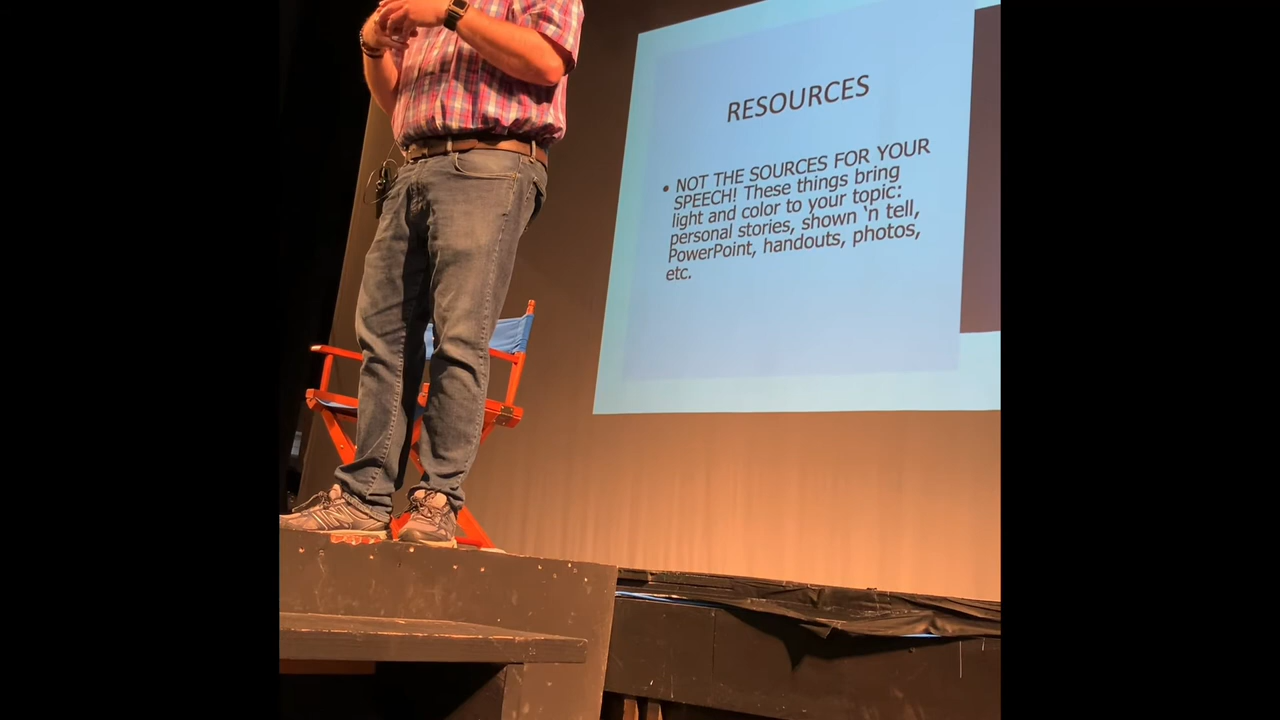 RESOURCES
• NOT THE SOURCES FOR YOUR
SPEECH! These things bring
light and color to your topic:
personal stories, shown 'n tell,
PowerPoint, handouts, photos,
etc.